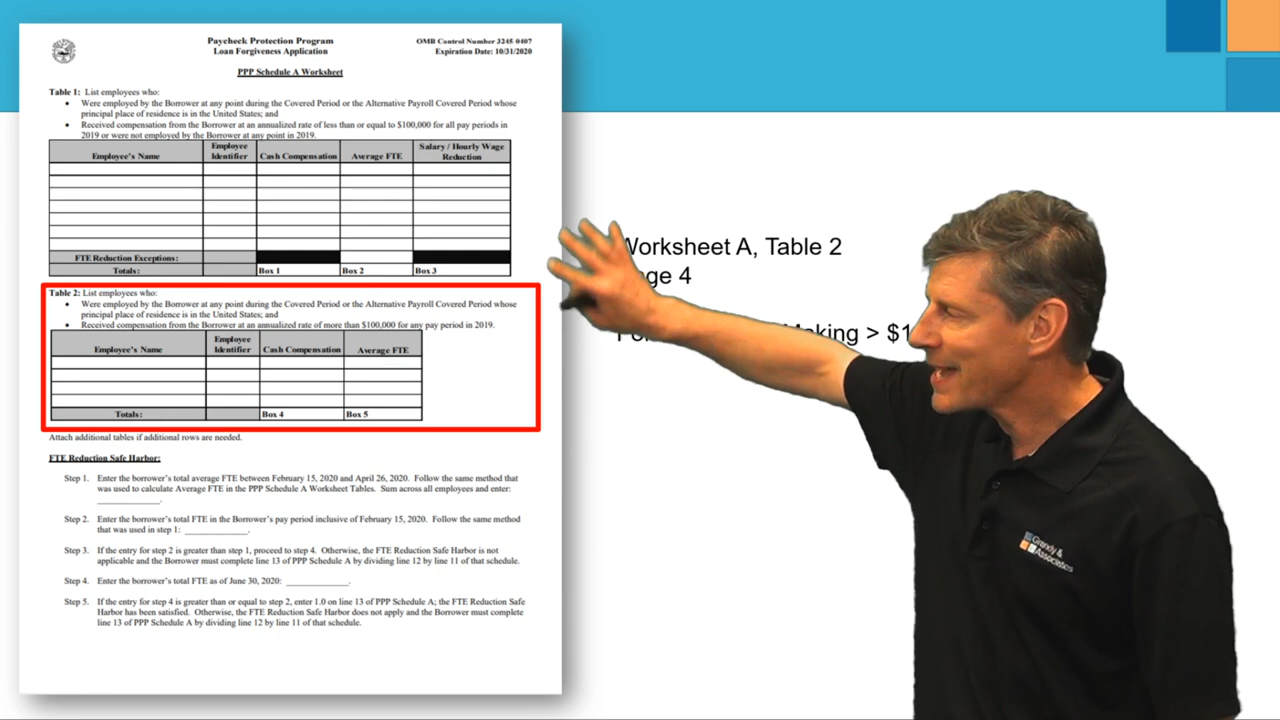 Paycheck Protection Program
Loan Forgiveness Application
OMB Control Number 3245-0407
Expiration Date: 10/31/2020
PPP Schedule A Worksheet
Table 1: List employees who:
• Were employed by the Borrower at any point during the Covered Period or the Alternative Payroll Covered Period whose
principal place of residence is in the United States; and
• Received compensation from the Borrower at an annualized rate of less than or equal to $100,000 for all pay periods in
2019 or were not employed by the Borrower at any point in 2019.
Employee's Name
Employee
Identifier
Cash Compensation
Average FTE
Salary / Hourly Wage
Reduction
FTE Reduction Exceptions:
Totals: Box 1 Box 2 Box 3
Table 2: List employees who:
• Were employed by the Borrower at any point during the Covered Period or the Alternative Payroll Covered Period whose
principal place of residence is in the United States; and
• Received compensation from the Borrower at an annualized rate of more than $100,000 for any pay period in 2019.
Employee's Name
Employee
Identifier
Cash Compensation
Average FTE
Totals: Box 4 Box 5
Attach additional tables if additional rows are needed.
FTE Reduction Safe Harbor:
Step 1. Enter the borrower's total average FTE between February 15, 2020 and April 26, 2020. Follow the same method that
was used to calculate Average FTE in the PPP Schedule A Worksheet Tables. Sum across all employees and enter:
____________.
Step 2. Enter the borrower's total FTE in the Borrower's pay period inclusive of February 15, 2020. Follow the same method
that was used in step 1: ____________.
Step 3. If the entry for step 2 is greater than step 1, proceed to step 4. Otherwise, the FTE Reduction Safe Harbor is not
applicable and the Borrower must complete line 13 of PPP Schedule A by dividing line 12 by line 11 of that schedule.
Step 4. Enter the borrower's total FTE as of June 30, 2020: ____________.
Step 5. If the entry for step 4 is greater than or equal to step 2, enter 1.0 on line 13 of PPP Schedule A; the FTE Reduction Safe
Harbor has been satisfied. Otherwise, the FTE Reduction Safe Harbor does not apply and the Borrower must complete
line 13 of PPP Schedule A by dividing line 12 by line 11 of that schedule.
Worksheet A, Table 2
4
> $1
Grandy &
Associates